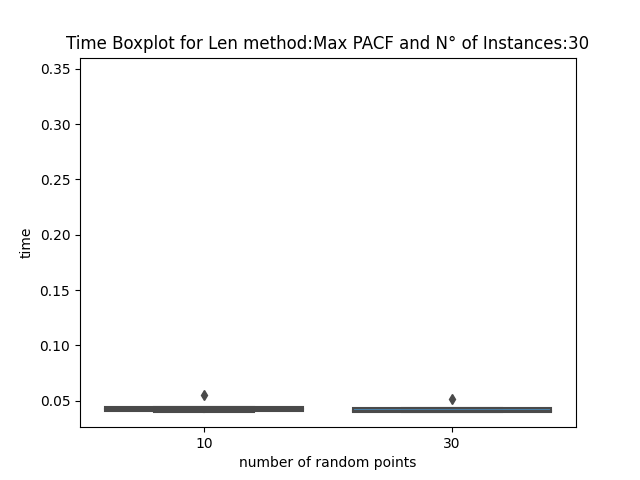 Time Boxplot for Len method:Max PACF and N° of Instances:30
0.35
0.30
0.25
0.20
0.15
0.10
0.05
time
10 30
number of random points